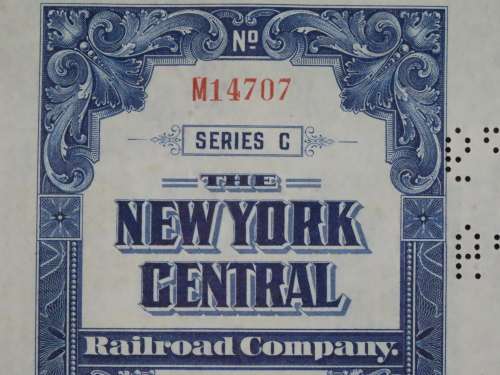 No
M14707
SERIES C
THE
NEW YORK
CENTRAL
Railroad Company.